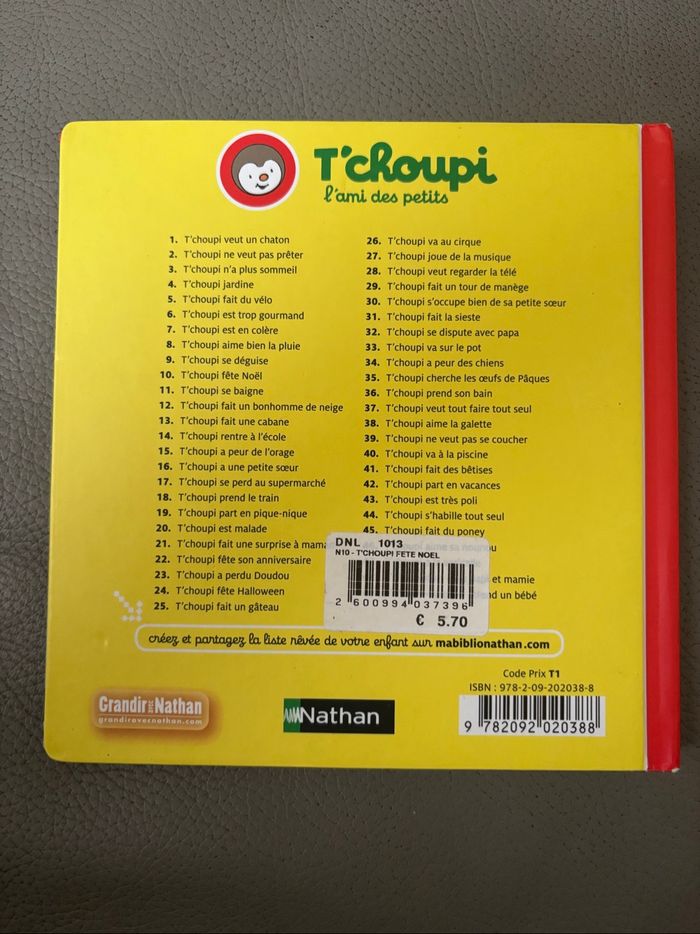 T'choupi
l'ami des petits
1. T'choupi veut un chaton
2. T'choupi ne veut pas prêter
3. T'choupi n'a plus sommeil
4. T'choupi jardine
5. T'choupi fait du vélo
6. T'choupi est trop gourmand
7. T'choupi est en colère
8. T'choupi aime bien la pluie
9. T'choupi se déguise
10. T'choupi fête Noël
11. T'choupi se baigne
12. T'choupi fait un bonhomme de neige
13. T'choupi fait une cabane
14. T'choupi rentre à l'école
15. T'choupi a peur de l'orage
16. T'choupi a une petite sœur
17. T'choupi se perd au supermarché
18. T'choupi prend le train
19. T'choupi part en pique-nique
20. T'choupi est malade
21. T'choupi fait une surprise à mam
22. T'choupi fête son anniversaire
23. T'choupi a perdu Doudou
24. T'choupi fête Halloween
25. T'choupi fait un gâteau
26. T'choupi va au cirque
27. T'choupi joue de la musique
28. T'choupi veut regarder la télé
29. T'choupi fait un tour de manège
30. T'choupi s'occupe bien de sa petite sœur
31. T'choupi fait la sieste
32. T'choupi se dispute avec papa
33. T'choupi va sur le pot
34. T'choupi a peur des chiens
35. T'choupi cherche les œufs de Pâques
36. T'choupi prend son bain
37. T'choupi veut tout faire tout seul
38. T'choupi aime la galette
39. T'choupi ne veut pas se coucher
40. T'choupi va à la piscine
41. T'choupi fait des bêtises
42. T'choupi part en vacances
43. T'choupi est très poli
44. T'choupi s'habille tout seul
45. T'choupi fait du poney
et mamie
un bébé
DNL 1013
N10 - T'CHOUPI FETE NOEL
2 600994 037396
€ 5.70
créez et partagez la liste rêvée de votre enfant sur mabiblionathan.com
Code Prix T1
ISBN : 978-2-09-202038-8
9 782092 020388
Grandir avec Nathan
grandiravecnathan.com
Nathan